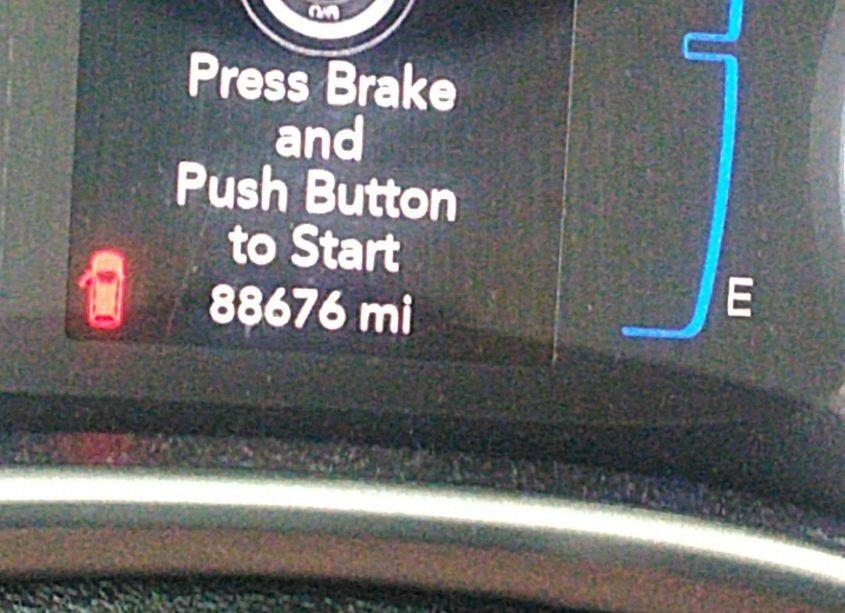 Press Brake
and
Push Button
to Start
88676 mi
E